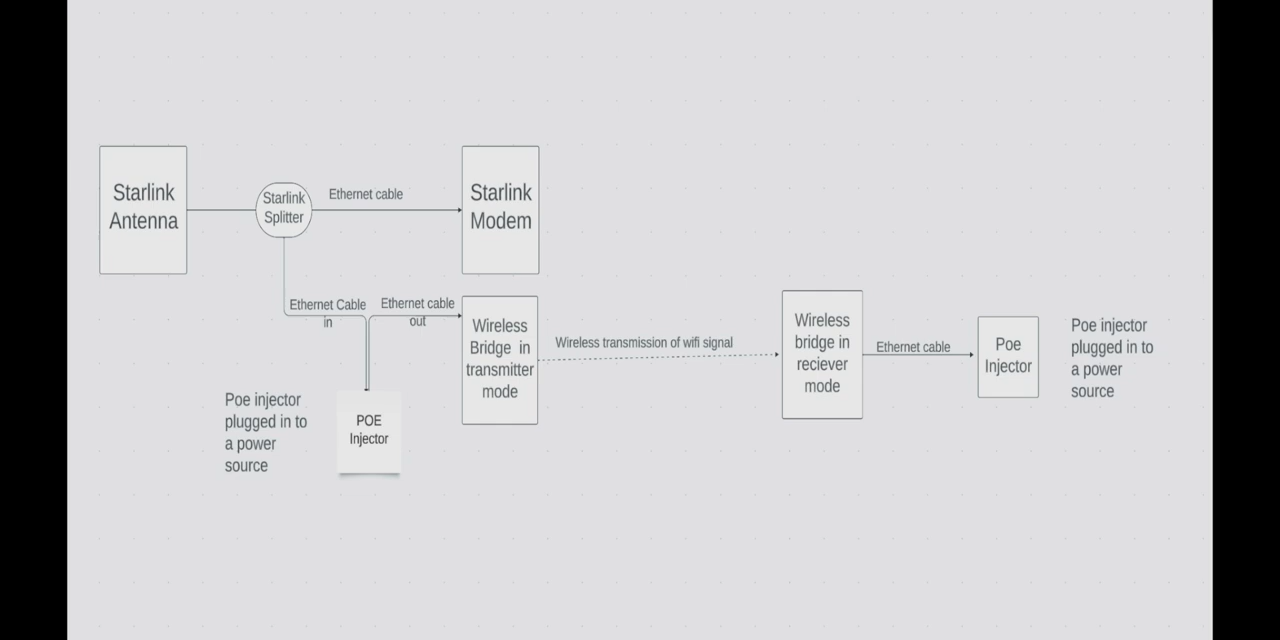 Starlink
Antenna
Starlink
Splitter
Ethernet cable
Starlink
Modem
Ethernet Cable
in
Ethernet cable
out
Wireless
Bridge in
transmitter
mode
Wireless transmission of wifi signal
Wireless
bridge in
reciever
mode
Ethernet cable
Poe
Injector
Poe injector
plugged in to
a power
source
Poe injector
plugged in to
a power
source
POE
Injector